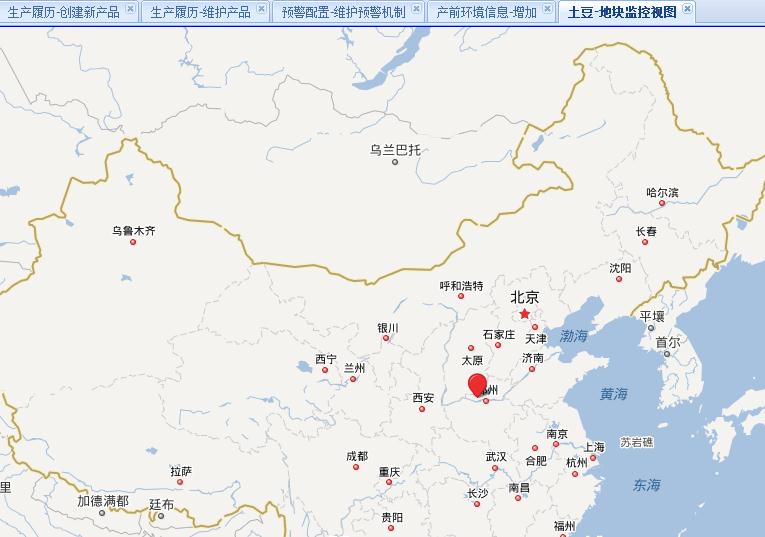 生产履历-创建新产品
生产履历-维护产品
预警配置-维护预警机制
产前环境信息-增加
土豆-地块监控视图
乌兰巴托
哈尔滨
乌鲁木齐
长春
沈阳
呼和浩特
北京
平壤
银川
石家庄
天津
渤海
首尔
西宁
兰州
太原
济南
西安
州
黄海
南京
上海
苏岩礁
成都
重庆
武汉
合肥
杭州
拉萨
东海
里
加德满都
廷布
长沙
南昌
贵阳
福州